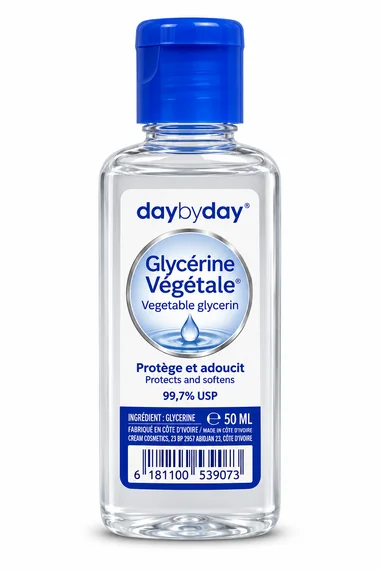 daybyday®
Glycérine
Végétale®
Vegetable glycerin
Protège et adoucit
Protects and softens
99,7% USP
INGRÉDIENT : GLYCERINE ℮ 50 ML
FABRIQUÉ EN CÔTE D'IVOIRE / MADE IN CÔTE D'IVOIRE
CREAM COSMETICS, 23 BP 2957 ABIDJAN 23, CÔTE D'IVOIRE
6 181100 539073